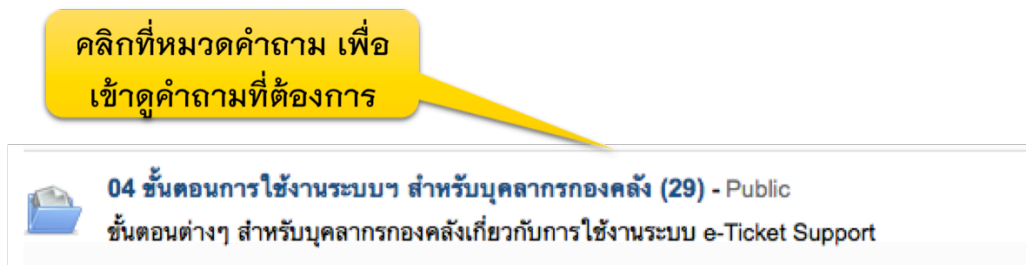 คลิกที่หมวดคำถาม เพื่อ
เข้าดูคำถามที่ต้องการ
04 ขั้นตอนการใช้งานระบบฯ สำหรับบุคลากรกองคลัง (29) - Public
ขั้นตอนต่างๆ สำหรับบุคลากรกองคลังเกี่ยวกับการใช้งานระบบ e-Ticket Support